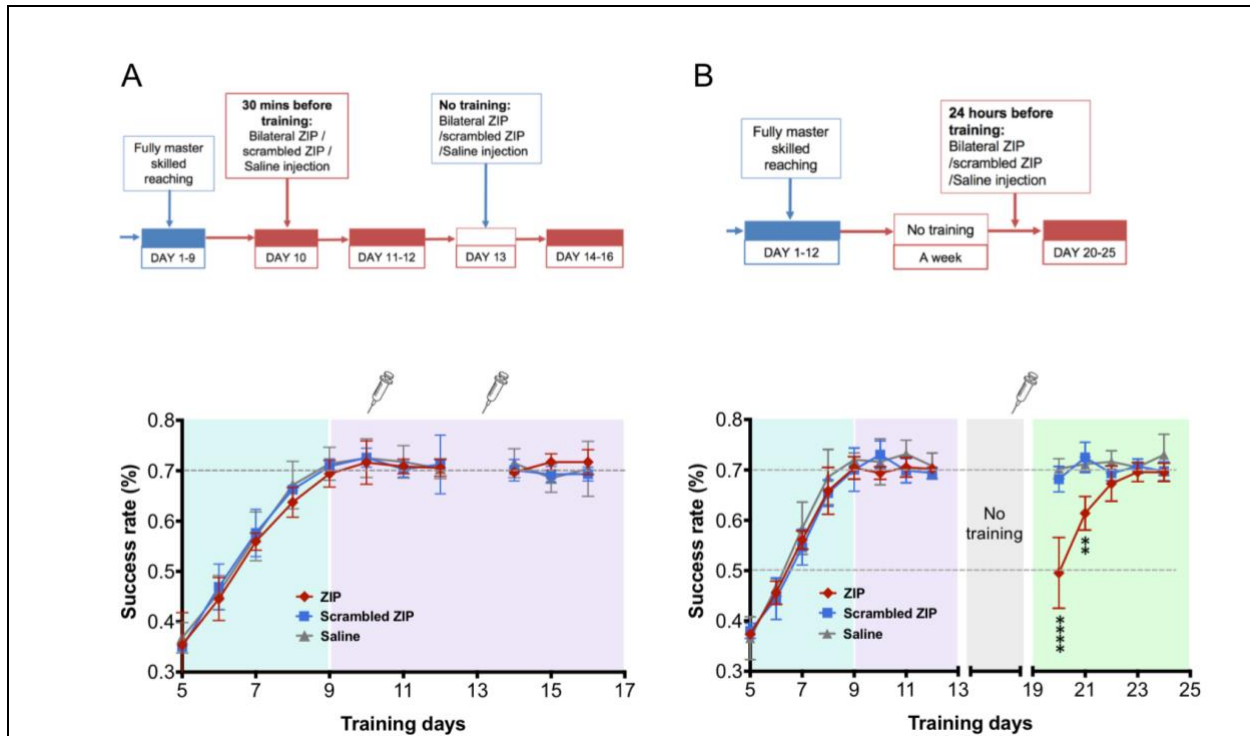 A
30 mins before
training:
Bilateral ZIP /
scrambled ZIP /
Saline injection
No training:
Bilateral ZIP
/scrambled ZIP
/Saline injection
Fully master
skilled
reaching
DAY 1-9
DAY 10
DAY 11-12
DAY 13
DAY 14-16
B
24 hours before
training:
Bilateral ZIP
/scrambled ZIP
/Saline injection
Fully master
skilled
reaching
No training
DAY 1-12
A week
DAY 20-25
Success rate (%)
0.8
0.7
0.6
0.5
0.4
0.3
ZIP
Scrambled ZIP
Saline
5
7
9
11
13
15
17
Training days
Success rate (%)
0.8
0.7
0.6
0.5
0.4
0.3
No
training
ZIP
Scrambled ZIP
Saline
**
****
5
7
9
11
13
19
21
23
25
Training days